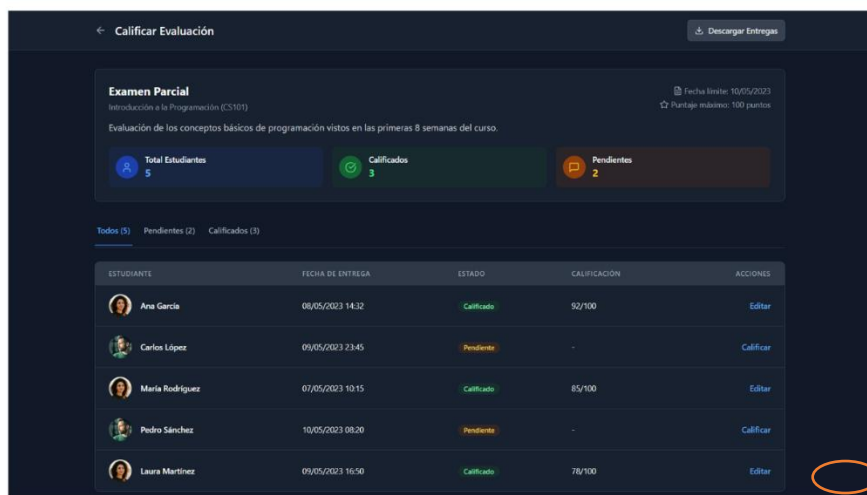 Calificar Evaluación
Descargar Entregas
Examen Parcial
Introducción a la Programación (CS101)
Fecha límite: 10/05/2023
Puntaje máximo: 100 puntos
Evaluación de los conceptos básicos de programación vistos en las primeras 8 semanas del curso.
Total Estudiantes
5
Calificados
3
Pendientes
2
Todos (5) Pendientes (2) Calificados (3)
ESTUDIANTE FECHA DE ENTREGA ESTADO CALIFICACIÓN ACCIONES
Ana García 08/05/2023 14:32 Calificado 92/100 Editar
Carlos López 09/05/2023 23:45 Pendiente - Calificar
María Rodríguez 07/05/2023 10:15 Calificado 85/100 Editar
Pedro Sánchez 10/05/2023 08:20 Pendiente - Calificar
Laura Martínez 09/05/2023 16:50 Calificado 78/100 Editar